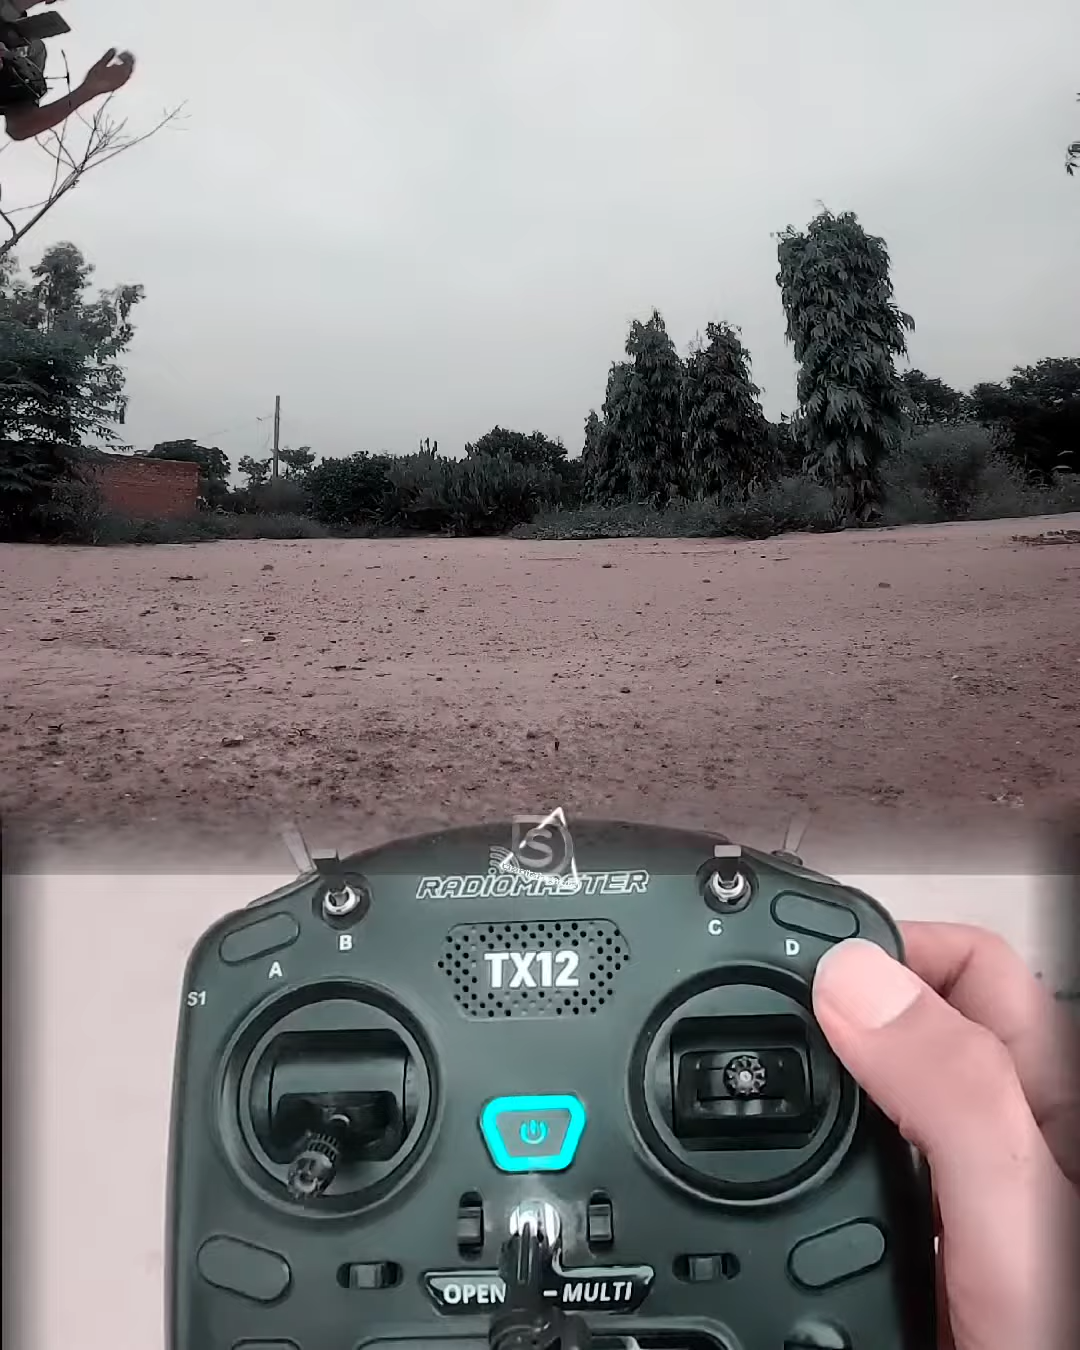 S
RADIOMASTER
TX12
B
C
A
D
S1
OPEN
– MULTI